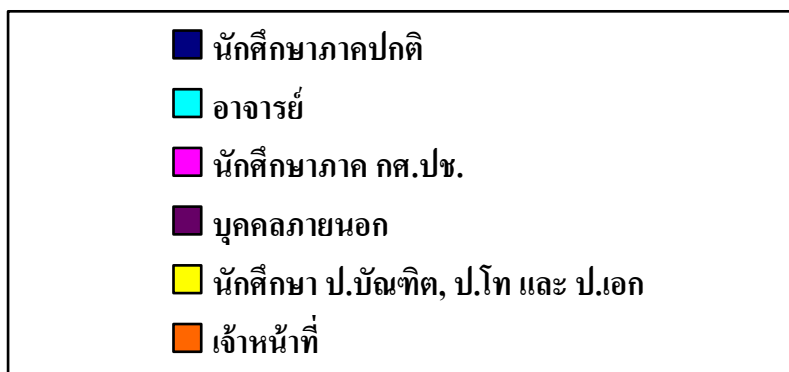 นักศึกษาภาคปกติ
อาจารย์
นักศึกษาภาค กศ.ปช.
บุคคลภายนอก
นักศึกษา ป.บัณฑิต, ป.โท และ ป.เอก
เจ้าหน้าที่